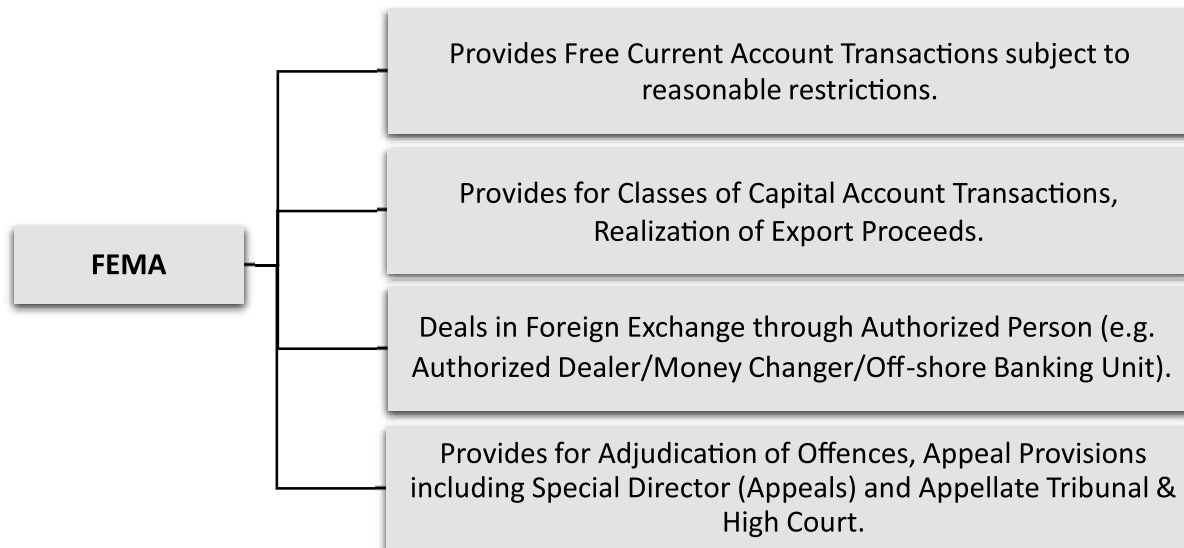 FEMA
Provides Free Current Account Transactions subject to
reasonable restrictions.
Provides for Classes of Capital Account Transactions,
Realization of Export Proceeds.
Deals in Foreign Exchange through Authorized Person (e.g.
Authorized Dealer/Money Changer/Off-shore Banking Unit).
Provides for Adjudication of Offences, Appeal Provisions
including Special Director (Appeals) and Appellate Tribunal &
High Court.